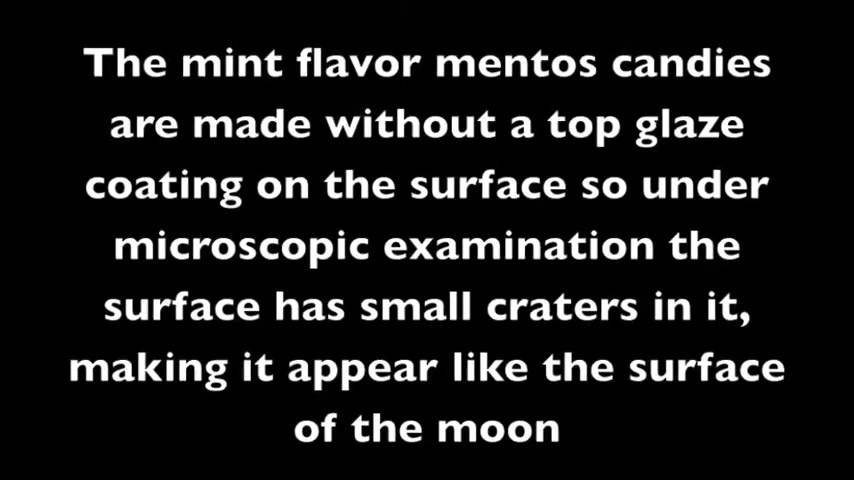 The mint flavor mentos candies
are made without a top glaze
coating on the surface so under
microscopic examination the
surface has small craters in it,
making it appear like the surface
of the moon